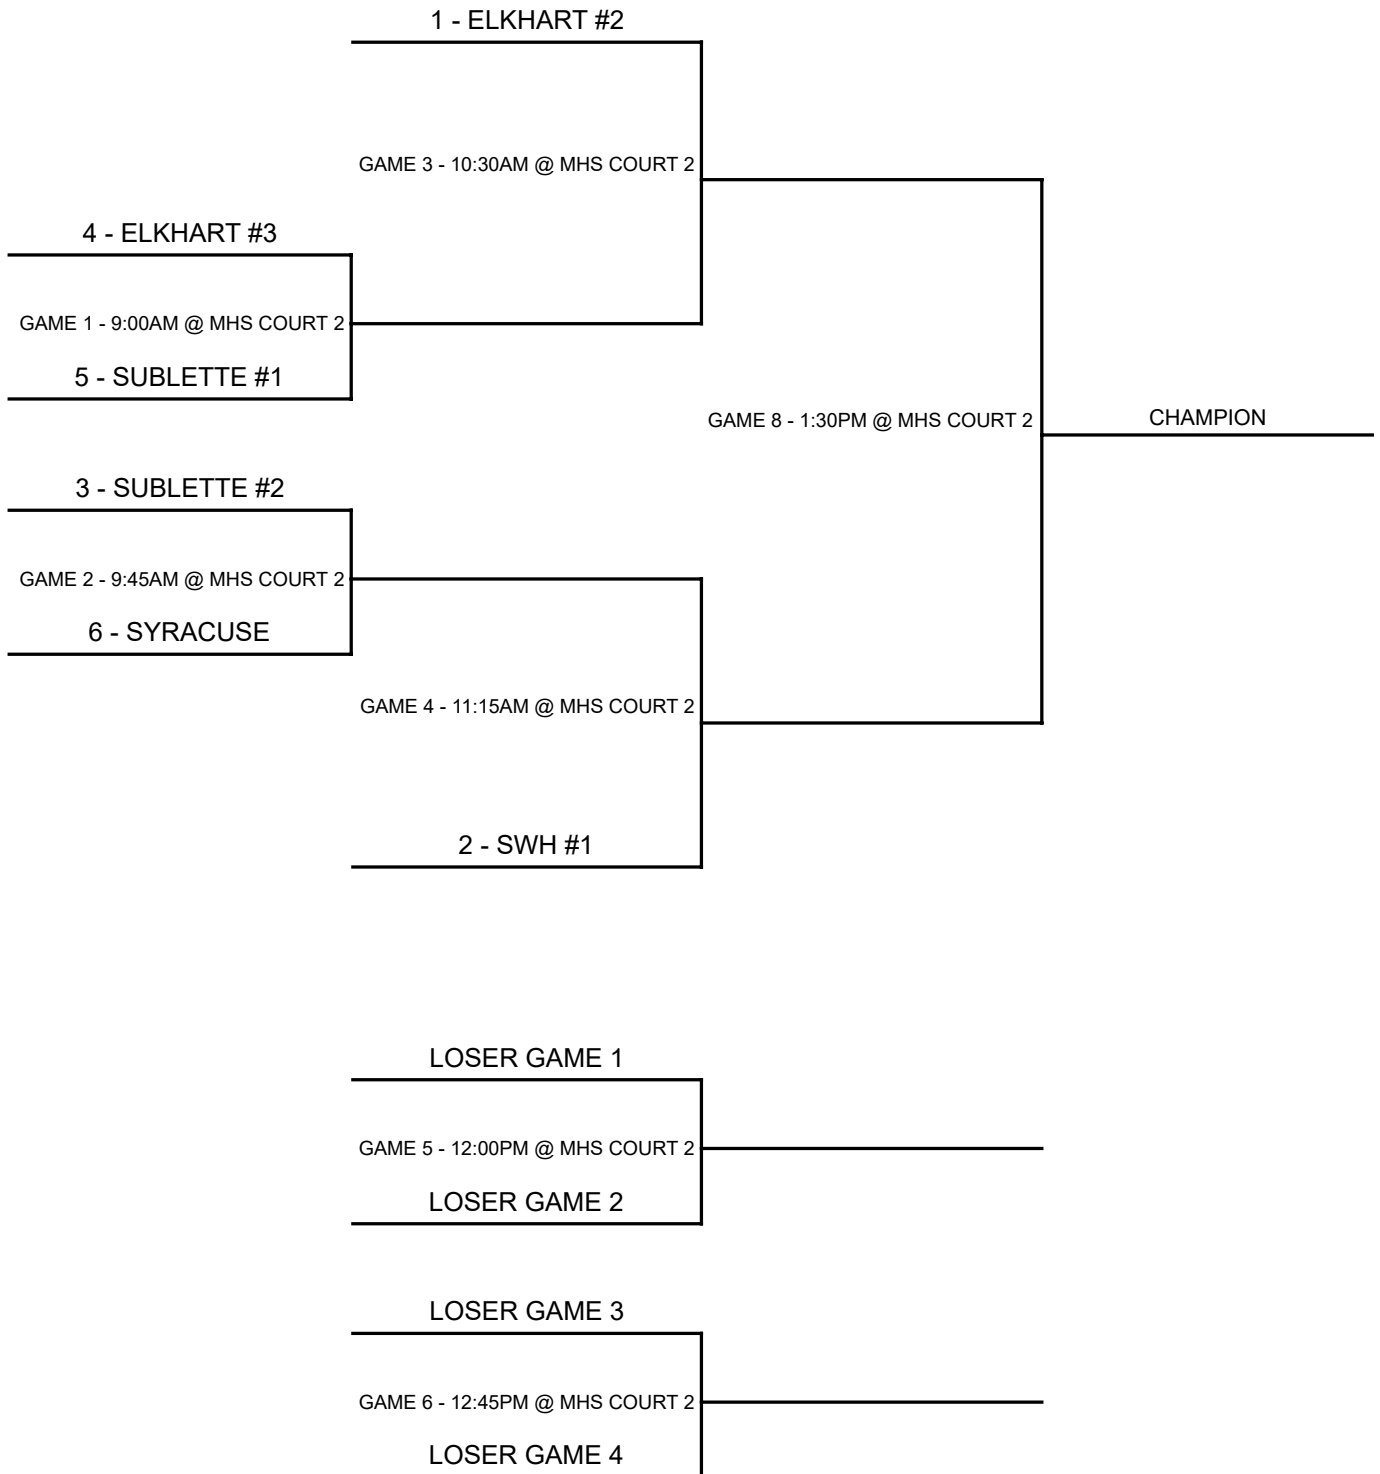 1 - ELKHART #2
GAME 3 - 10:30AM @ MHS COURT 2
4 - ELKHART #3
GAME 1 - 9:00AM @ MHS COURT 2
5 - SUBLETTE #1
GAME 8 - 1:30PM @ MHS COURT 2
CHAMPION
3 - SUBLETTE #2
GAME 2 - 9:45AM @ MHS COURT 2
6 - SYRACUSE
GAME 4 - 11:15AM @ MHS COURT 2
2 - SWH #1
LOSER GAME 1
GAME 5 - 12:00PM @ MHS COURT 2
LOSER GAME 2
LOSER GAME 3
GAME 6 - 12:45PM @ MHS COURT 2
LOSER GAME 4